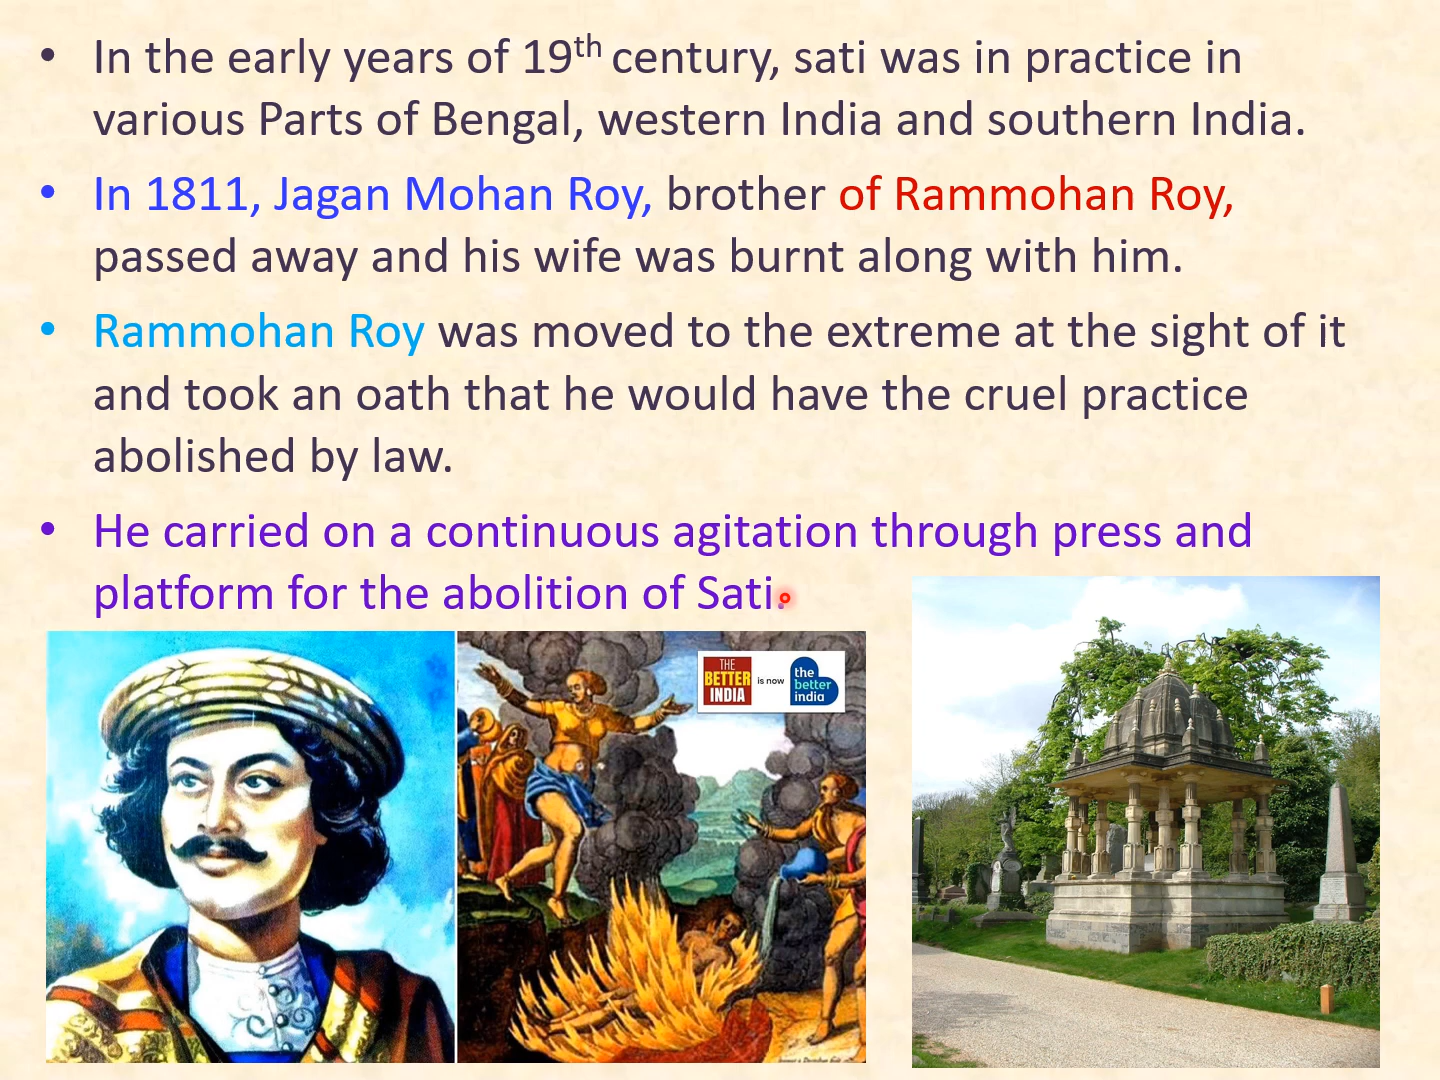 • In the early years of 19th century, sati was in practice in
various Parts of Bengal, western India and southern India.
• In 1811, Jagan Mohan Roy, brother of Rammohan Roy,
passed away and his wife was burnt along with him.
• Rammohan Roy was moved to the extreme at the sight of it
and took an oath that he would have the cruel practice
abolished by law.
• He carried on a continuous agitation through press and
platform for the abolition of Sati.
THE
BETTER
INDIA
is now
the
better
india